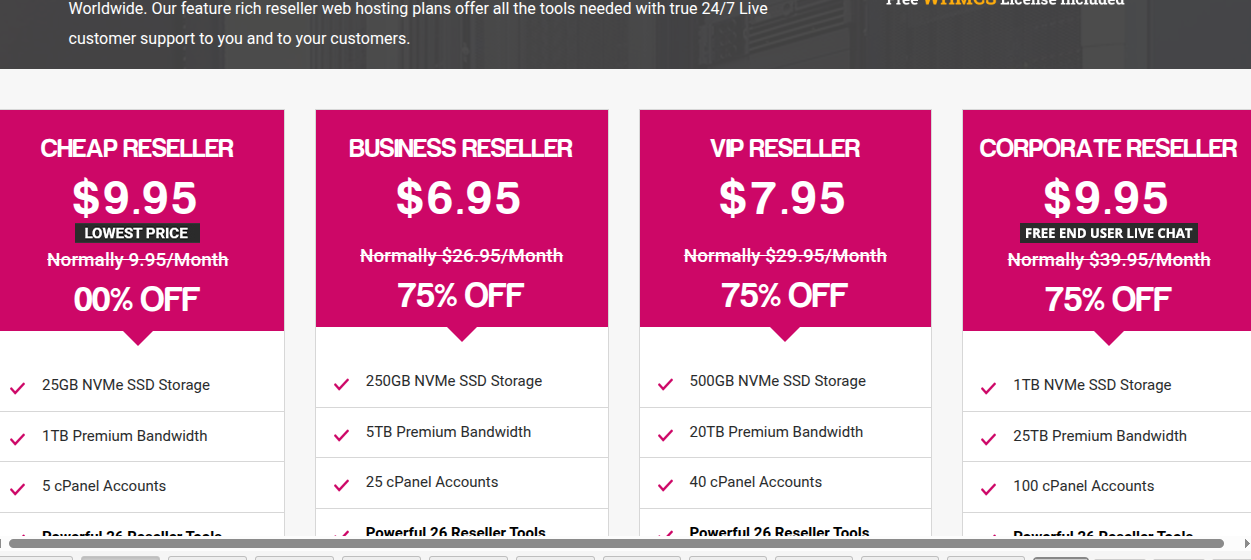 Worldwide. Our feature rich reseller web hosting plans offer all the tools needed with true 24/7 Live
customer support to you and to your customers.
Free WHMCS License Included
CHEAP RESELLER
$9.95
LOWEST PRICE
Normally 9.95/Month
00% OFF
25GB NVMe SSD Storage
1TB Premium Bandwidth
5 cPanel Accounts
Powerful 26 Reseller Tools
BUSINESS RESELLER
$6.95
Normally $26.95/Month
75% OFF
250GB NVMe SSD Storage
5TB Premium Bandwidth
25 cPanel Accounts
Powerful 26 Reseller Tools
VIP RESELLER
$7.95
Normally $29.95/Month
75% OFF
500GB NVMe SSD Storage
20TB Premium Bandwidth
40 cPanel Accounts
Powerful 26 Reseller Tools
CORPORATE RESELLER
$9.95
FREE END USER LIVE CHAT
Normally $39.95/Month
75% OFF
1TB NVMe SSD Storage
25TB Premium Bandwidth
100 cPanel Accounts
Powerful 26 Reseller Tools